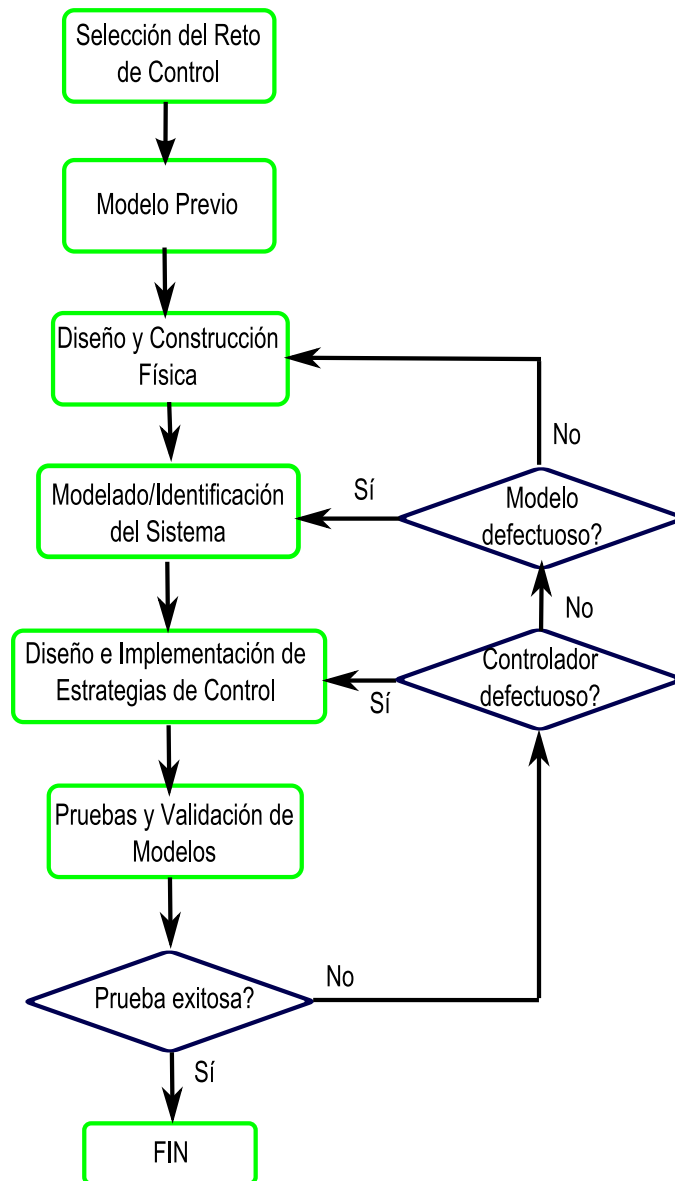 Selección del Reto
de Control
Modelo Previo
Diseño y Construcción
Física
No
Sí
Modelado/Identificación
del Sistema
Modelo
defectuoso?
No
Diseño e Implementación de
Estrategias de Control
Sí
Controlador
defectuoso?
Pruebas y Validación de
Modelos
Prueba exitosa?
No
Sí
FIN